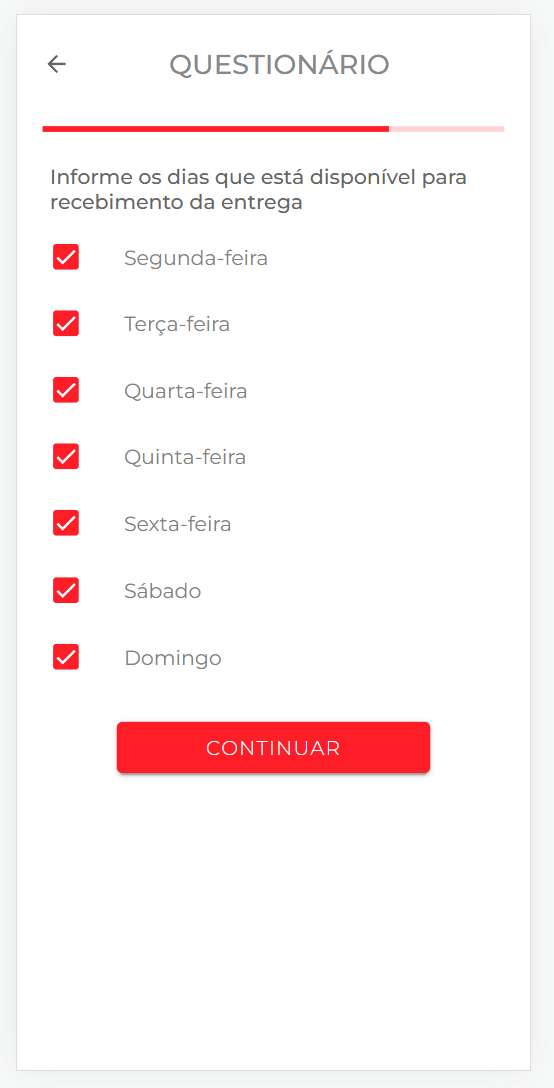 QUESTIONÁRIO
Informe os dias que está disponível para
recebimento da entrega
Segunda-feira
Terça-feira
Quarta-feira
Quinta-feira
Sexta-feira
Sábado
Domingo
CONTINUAR